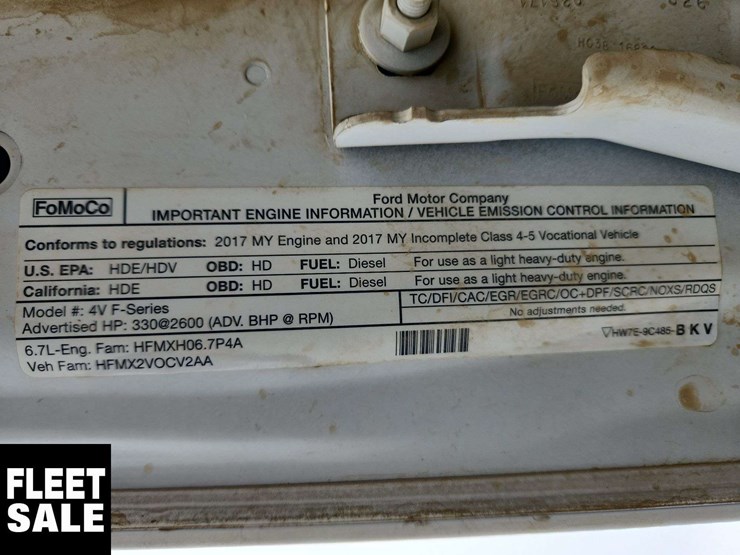 FoMoCo
Ford Motor Company
IMPORTANT ENGINE INFORMATION / VEHICLE EMISSION CONTROL INFORMATION
Conforms to regulations: 2017 MY Engine and 2017 MY Incomplete Class 4-5 Vocational Vehicle
U.S. EPA: HDE/HDV OBD: HD FUEL: Diesel For use as a light heavy-duty engine.
California: HDE OBD: HD FUEL: Diesel For use as a light heavy-duty engine.
Model #: 4V F-Series
TC/DFI/CAC/EGR/EGRC/OC+DPF/SCRC/NOXS/RDQS
Advertised HP: 330@2600 (ADV. BHP @ RPM)
No adjustments needed.
6.7L-Eng. Fam: HFMXH06.7P4A
HW7E-9C485-BKV
Veh Fam: HFMX2VOCV2AA
FLEET
SALE